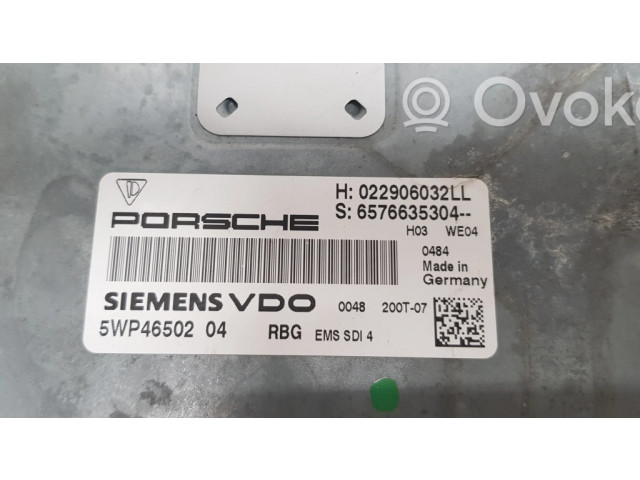 Ovoko
H: 022906032LL
S: 6576635304--
H03 WE04
PORSCHE
0484
Made in
Germany
SIEMENS VDO 0048 200T-07
5WP46502 04 RBG EMS SDI 4